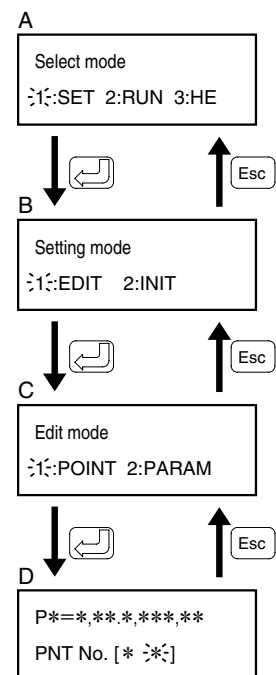 A
Select mode
1:SET 2:RUN 3:HE
Esc
B
Setting mode
1:EDIT 2:INIT
Esc
C
Edit mode
1:POINT 2:PARAM
Esc
D
P*=*,**.*,***,**
PNT No. [* *]